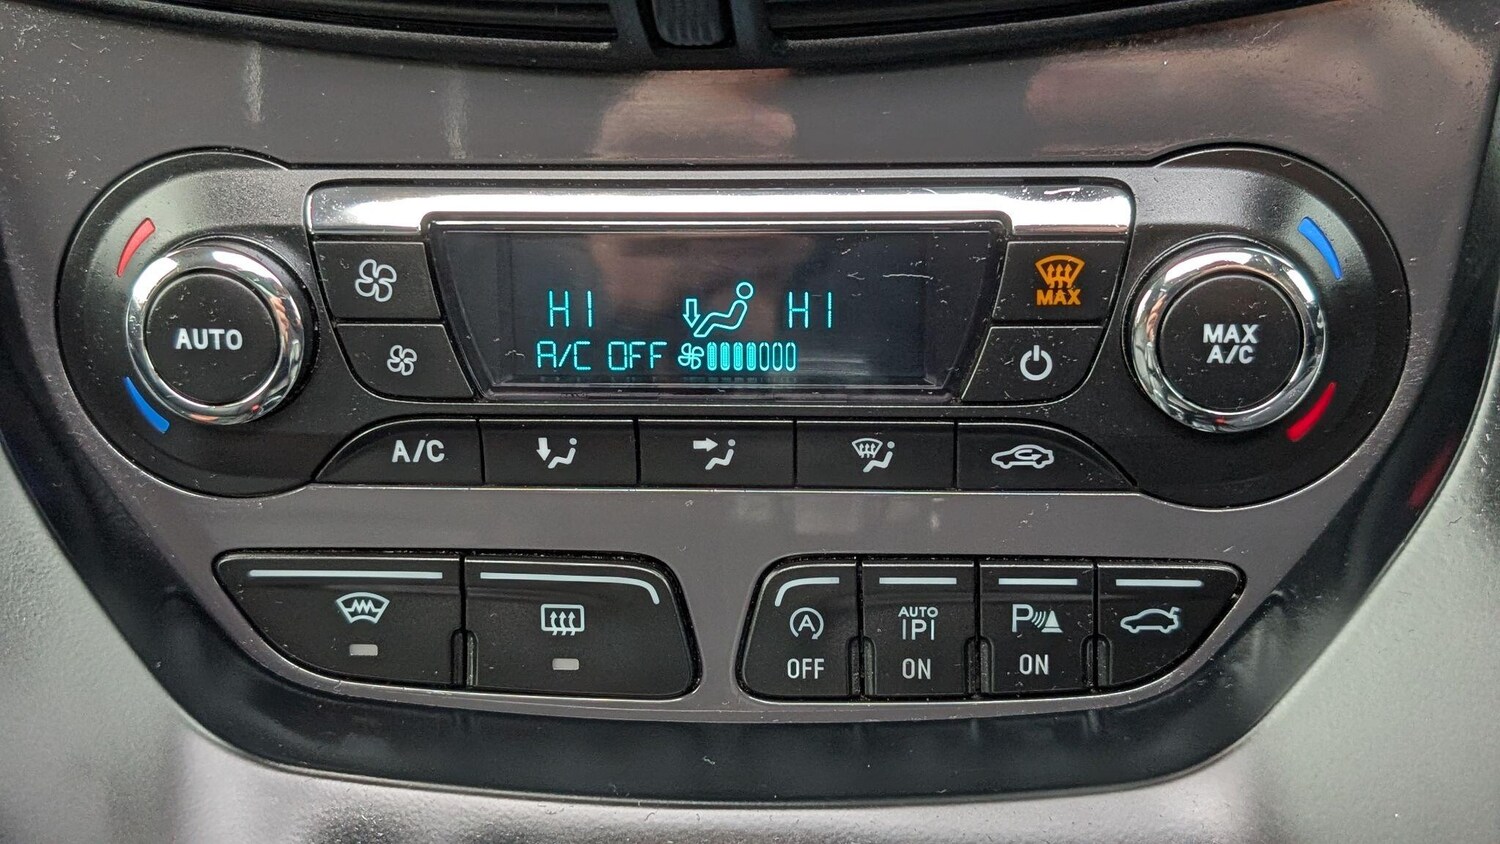 HI HI
A/C OFF
AUTO
MAX
MAX
A/C
A/C
OFF
AUTO
P
ON
P
ON